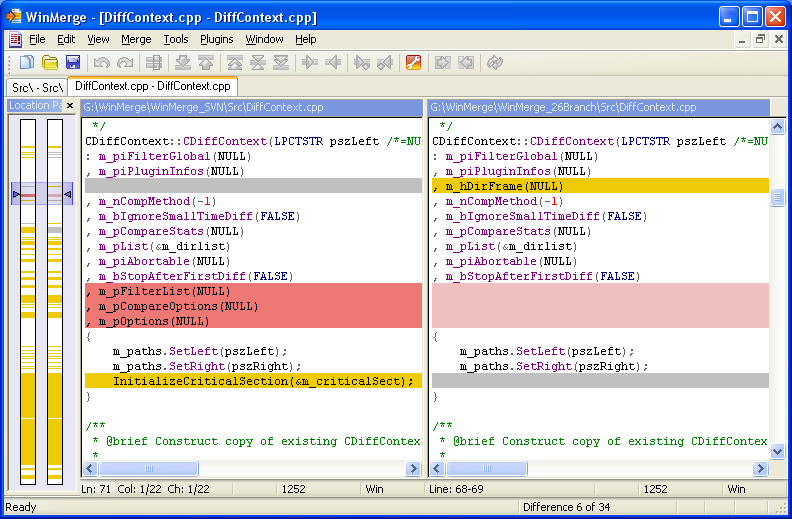 WinMerge - [DiffContext.cpp - DiffContext.cpp]
File Edit View Merge Tools Plugins Window Help
Src\ - Src\ DiffContext.cpp - DiffContext.cpp
Location Pa
G:\WinMerge\WinMerge_SVN\Src\DiffContext.cpp
*/
CDiffContext::CDiffContext(LPCTSTR pszLeft /*=NU
: m_piFilterGlobal(NULL)
, m_piPluginInfos(NULL)
, m_nCompMethod(-1)
, m_bIgnoreSmallTimeDiff(FALSE)
, m_pCompareStats(NULL)
, m_pList(&m_dirlist)
, m_piAbortable(NULL)
, m_bStopAfterFirstDiff(FALSE)
, m_pFilterList(NULL)
, m_pCompareOptions(NULL)
, m_pOptions(NULL)
{
m_paths.SetLeft(pszLeft);
m_paths.SetRight(pszRight);
InitializeCriticalSection(&m_criticalSect);
}
/**
* @brief Construct copy of existing CDiffContex
*
G:\WinMerge\WinMerge_26Branch\Src\DiffContext.cpp
*/
CDiffContext::CDiffContext(LPCTSTR pszLeft /*=NU
: m_piFilterGlobal(NULL)
, m_piPluginInfos(NULL)
, m_hDirFrame(NULL)
, m_nCompMethod(-1)
, m_bIgnoreSmallTimeDiff(FALSE)
, m_pCompareStats(NULL)
, m_pList(&m_dirlist)
, m_piAbortable(NULL)
, m_bStopAfterFirstDiff(FALSE)
{
m_paths.SetLeft(pszLeft);
m_paths.SetRight(pszRight);
}
/**
* @brief Construct copy of existing CDiffContex
*
Ln: 71 Col: 1/22 Ch: 1/22 1252 Win
Line: 68-69 1252 Win
Ready Difference 6 of 34